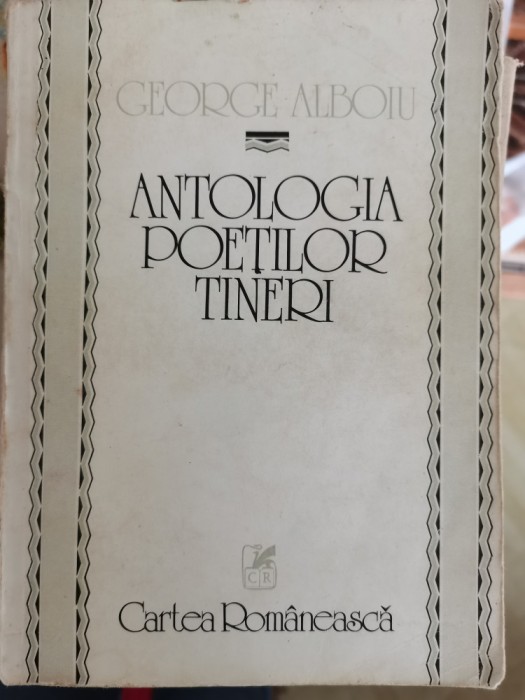 GEORGE ALBOIU
ANTOLOGIA
POEȚILOR
TINERI
CR
Cartea Românească